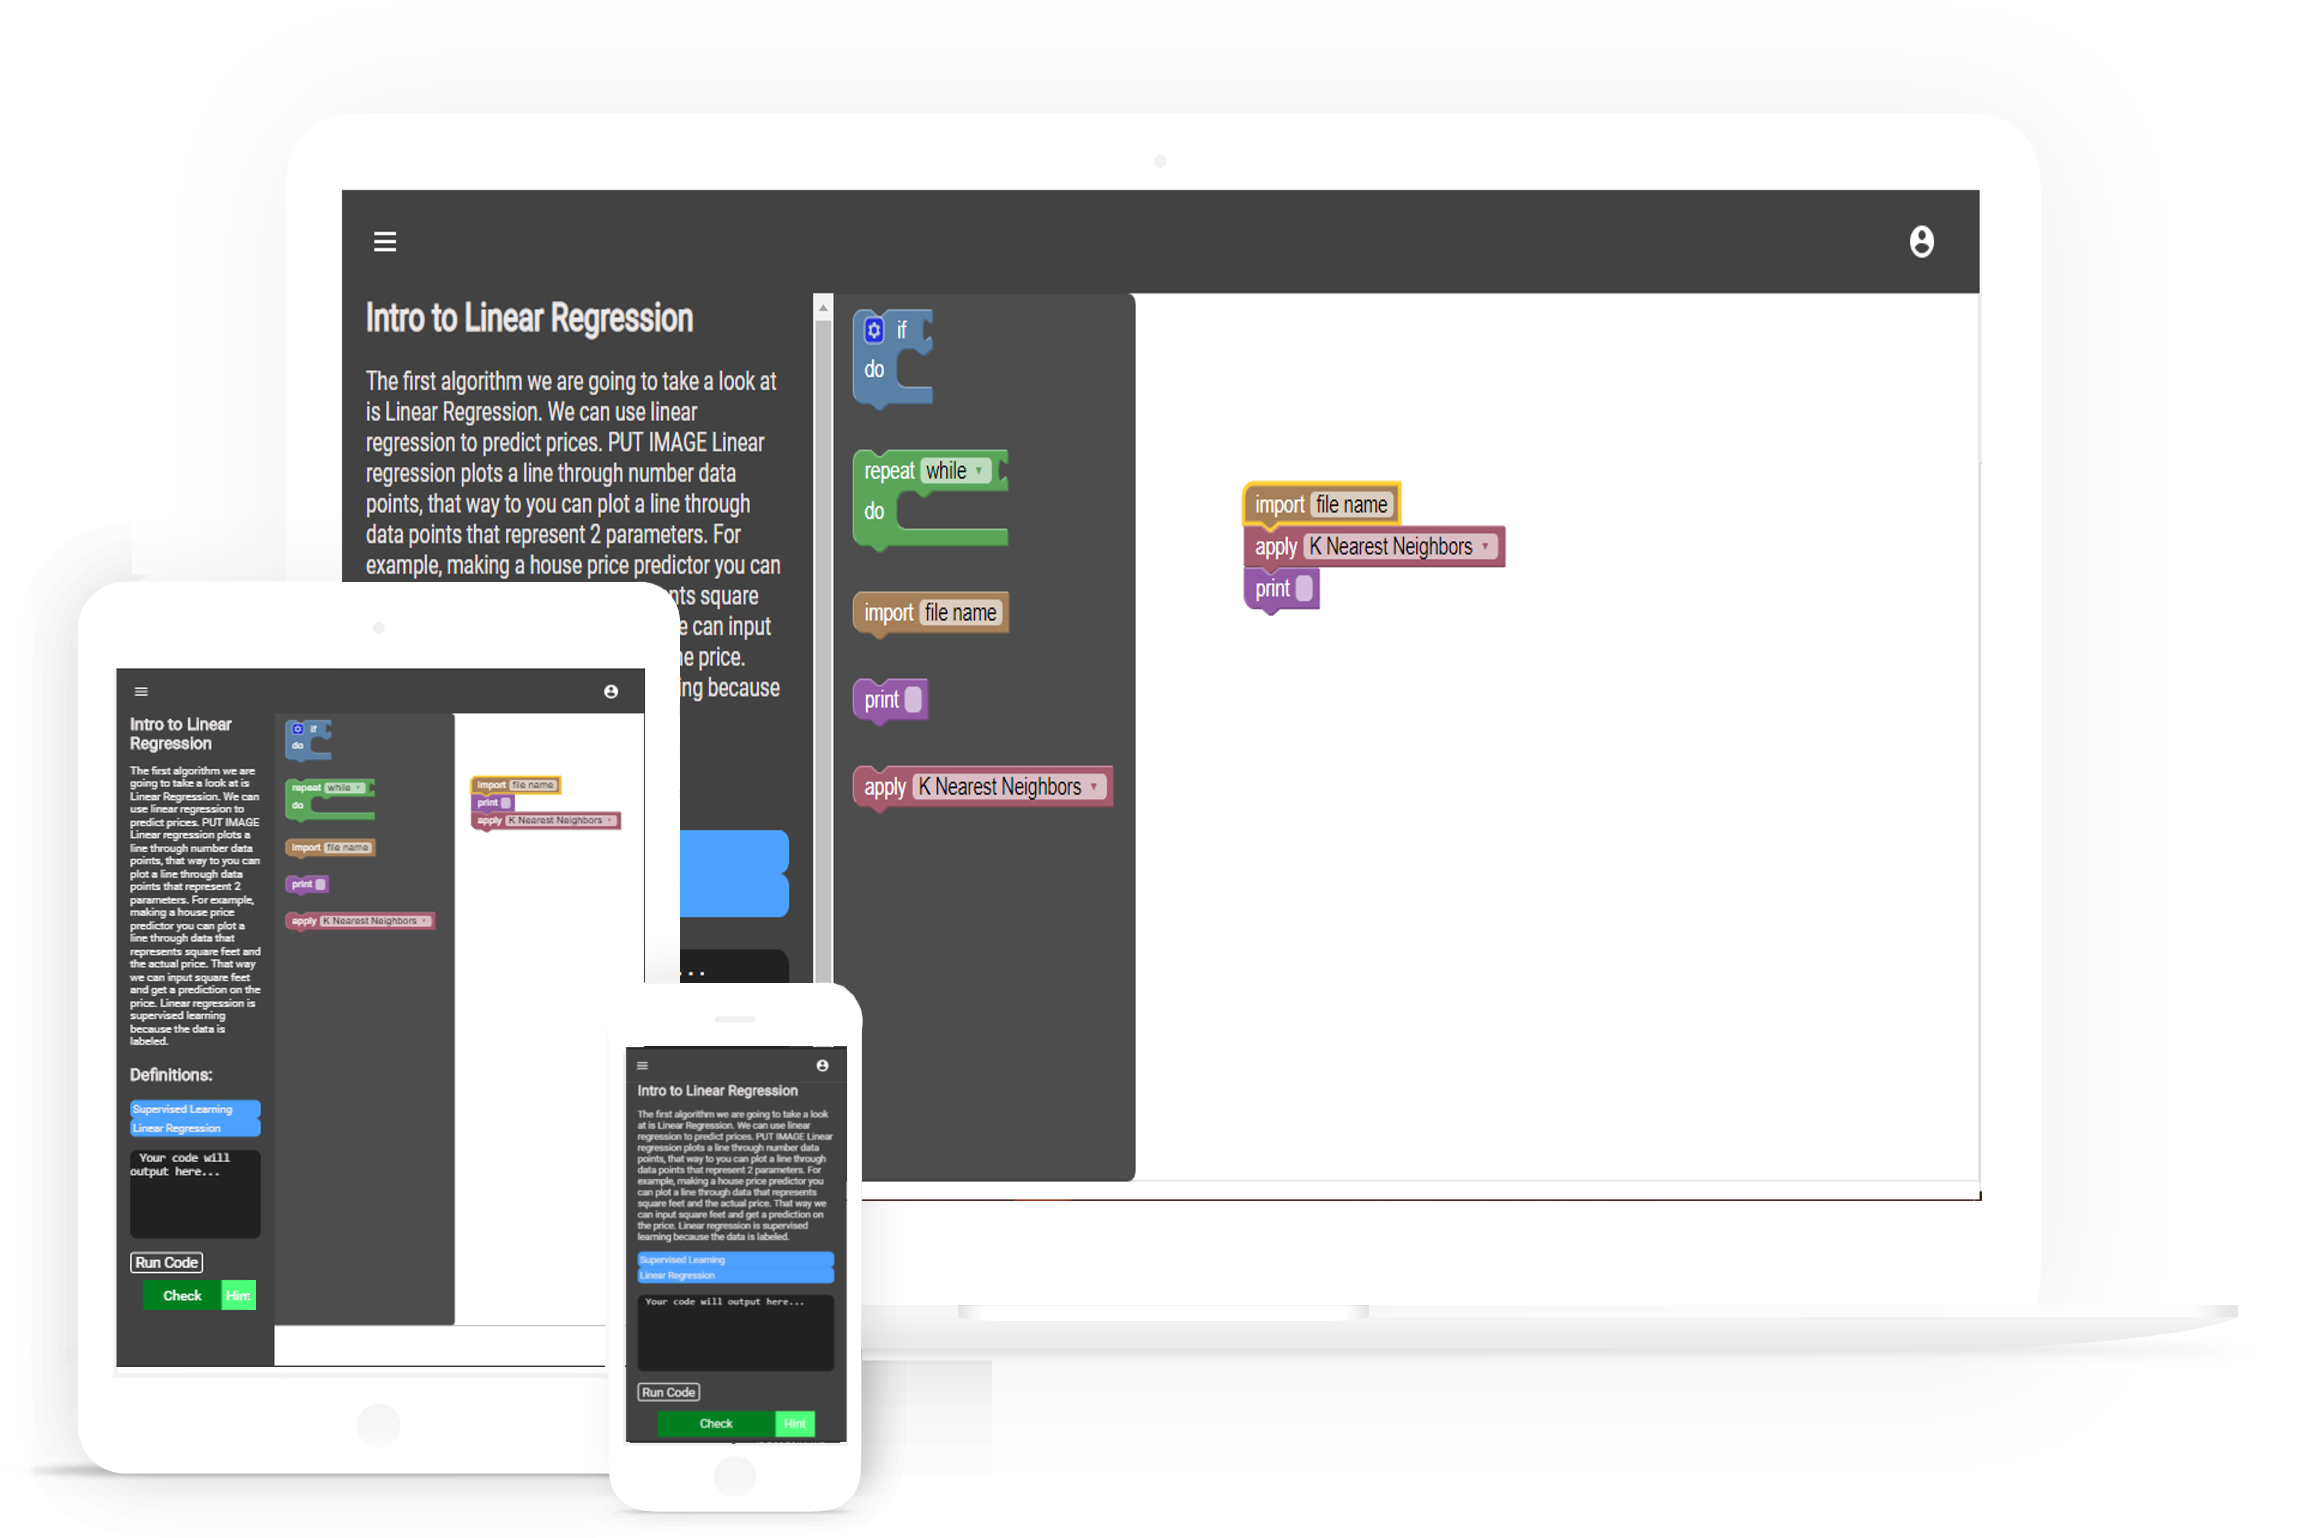 Intro to Linear Regression
The first algorithm we are going to take a look at
is Linear Regression. We can use linear
regression to predict prices. PUT IMAGE Linear
regression plots a line through number data
points, that way to you can plot a line through
data points that represent 2 parameters. For
example, making a house price predictor you can
nts square
e can input
e price.
ing because
...
if
do
repeat while
do
import file name
print
apply K Nearest Neighbors
import file name
apply K Nearest Neighbors
print
Intro to Linear
Regression
The first algorithm we are
going to take a look at is
Linear Regression. We can
use linear regression to
predict prices. PUT IMAGE
Linear regression plots a
line through number data
points, that way to you can
plot a line through data
points that represent 2
parameters. For example,
making a house price
predictor you can plot a
line through data that
represents square feet and
the actual price. That way
we can input square feet
and get a prediction on the
price. Linear regression is
supervised learning
because the data is
labeled.
Definitions:
Supervised Learning
Linear Regression
Your code will
output here...
Run Code
Check Hint
if
do
repeat while
do
import file name
print
apply K Nearest Neighbors
import file name
print
apply K Nearest Neighbors
Intro to Linear Regression
The first algorithm we are going to take a look
at is Linear Regression. We can use linear
regression to predict prices. PUT IMAGE Linear
regression plots a line through number data
points, that way to you can plot a line through
data points that represent 2 parameters. For
example, making a house price predictor you
can plot a line through data that represents
square feet and the actual price. That way we
can input square feet and get a prediction on
the price. Linear regression is supervised
learning because the data is labeled.
Supervised Learning
Linear Regression
Your code will output here...
Run Code
Check Hint